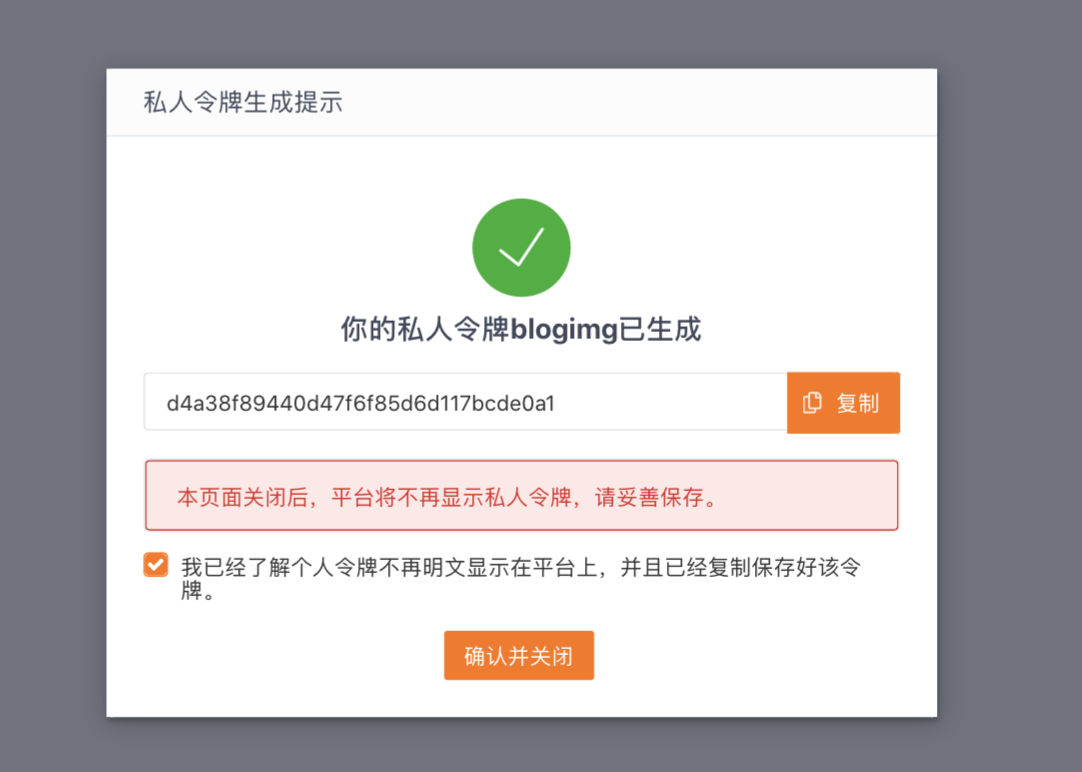 私人令牌生成提示
你的私人令牌blogimg已生成
d4a38f89440d47f6f85d6d117bcde0a1
复制
本页面关闭后，平台将不再显示私人令牌，请妥善保存。
我已经了解个人令牌不再明文显示在平台上，并且已经复制保存好该令
牌。
确认并关闭